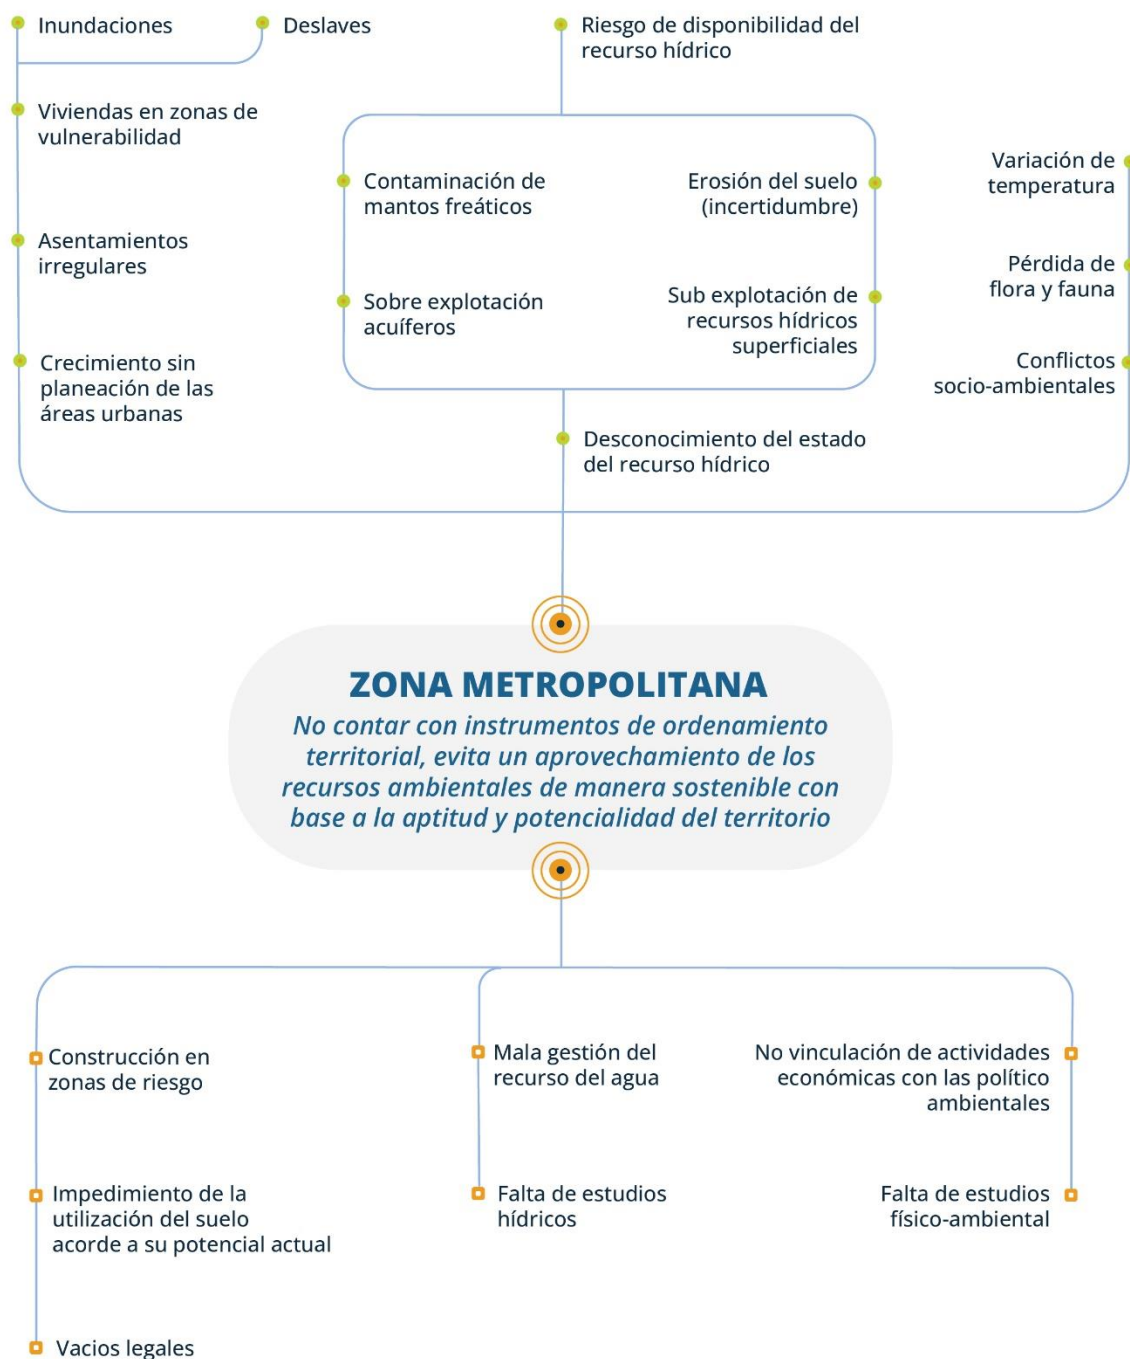 Inundaciones
Deslaves
Riesgo de disponibilidad del
recurso hídrico
Viviendas en zonas de
vulnerabilidad
Contaminación de
mantos freáticos
Erosión del suelo
(incertidumbre)
Variación de
temperatura
Asentamientos
irregulares
Sobre explotación
acuíferos
Sub explotación de
recursos hídricos
superficiales
Pérdida de
flora y fauna
Crecimiento sin
planeación de las
áreas urbanas
Conflictos
socio-ambientales
Desconocimiento del estado
del recurso hídrico
ZONA METROPOLITANA
No contar con instrumentos de ordenamiento
territorial, evita un aprovechamiento de los
recursos ambientales de manera sostenible con
base a la aptitud y potencialidad del territorio
Construcción en
zonas de riesgo
Mala gestión del
recurso del agua
No vinculación de actividades
económicas con las político
ambientales
Impedimiento de la
utilización del suelo
acorde a su potencial actual
Falta de estudios
hídricos
Falta de estudios
físico-ambiental
Vacios legales